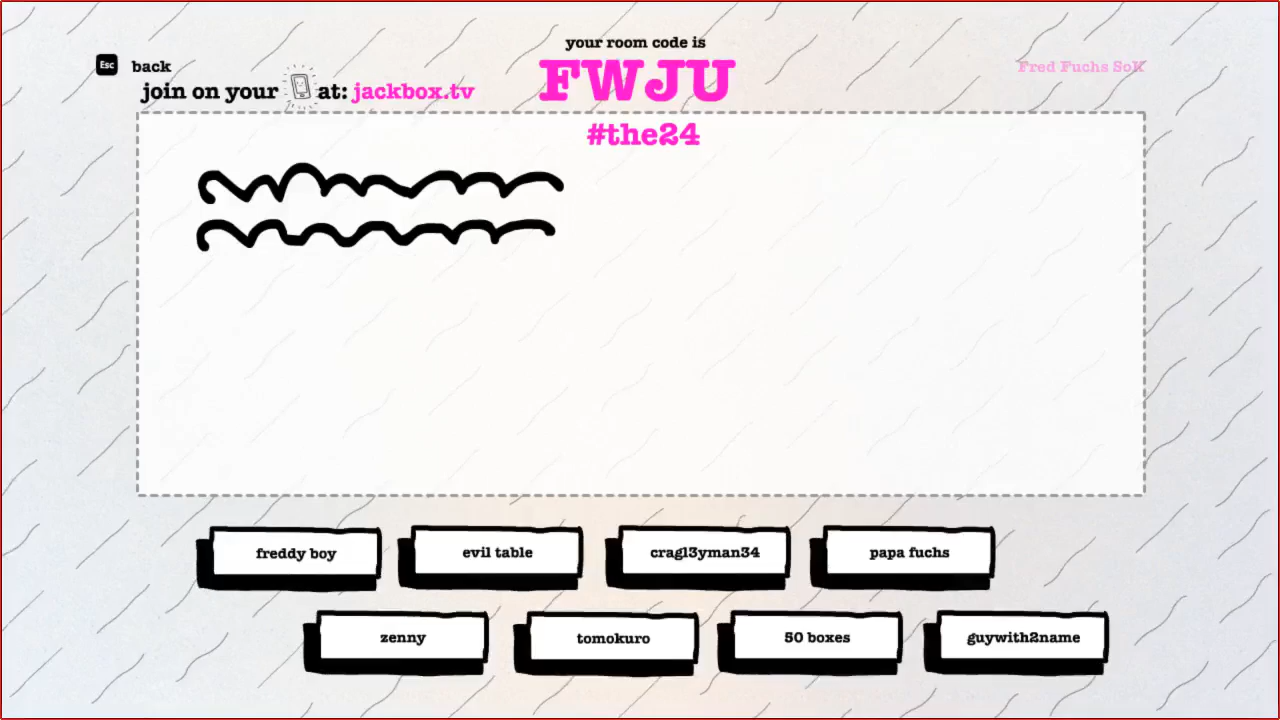 your room code is
Esc back
FWJU
Fred Fuchs SoK
join on your at: jackbox.tv
#the24
freddy boy
evil table
crag13yman34
papa fuchs
zenny
tomokuro
50 boxes
guywith2name